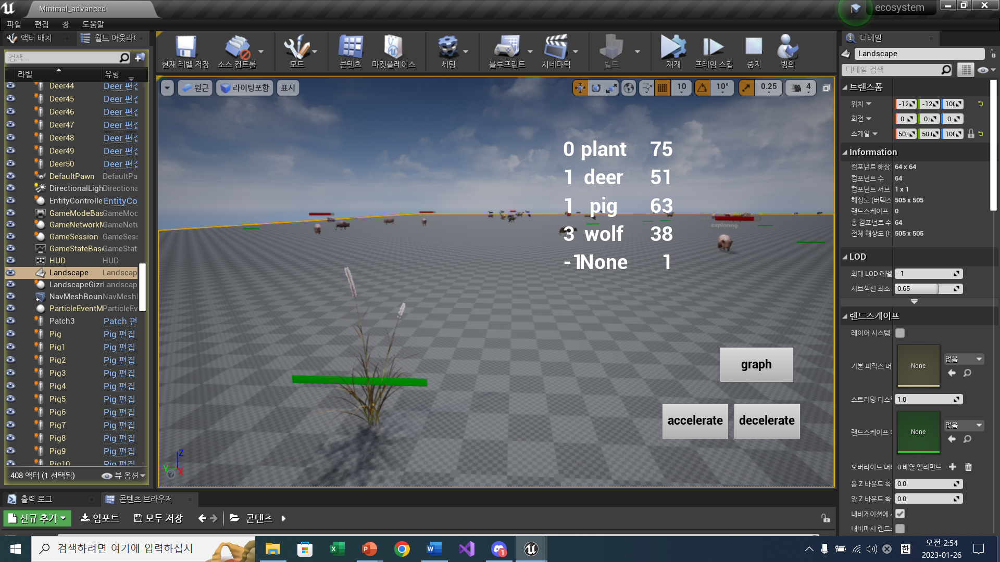 Minimal_advanced
ecosystem
파일 편집 창 도움말
액터 배치
월드 아웃라이
검색...
라벨 유형
Deer44 Deer 편집
Deer45 Deer 편집
Deer46 Deer 편집
Deer47 Deer 편집
Deer48 Deer 편집
Deer49 Deer 편집
Deer50 Deer 편집
DefaultPawn DefaultPa
DirectionalLigh Directiona
EntityControlle EntityCo
GameModeBas GameMod
GameNetworkM GameNetw
GameSession GameSess
GameStateBas GameStat
HUD HUD
Landscape Landscap
LandscapeGizm Landscap
NavMeshBoun NavMeshI
ParticleEventM ParticleEv
Patch3 Patch 편
Pig Pig 편집
Pig1 Pig 편집
Pig2 Pig 편집
Pig3 Pig 편집
Pig4 Pig 편집
Pig5 Pig 편집
Pig6 Pig 편집
Pig7 Pig 편집
Pig8 Pig 편집
Pig9 Pig 편집
Pig10 Pig 편집
408 액터 (1 선택됨) 뷰 옵션
현재 레벨 저장 소스 컨트롤 모드 콘텐츠 마켓플레이스 세팅 블루프린트 시네마틱 빌드 재개 프레임 스킵 중지 빙의
원근 라이팅포함 표시
10 10° 0.25 4
0 plant 75
1 deer 51
1 pig 63
3 wolf 38
-1 None 1
exploring
graph
accelerate decelerate
Z
Y X
디테일
Landscape
디테일 검색
트랜스폼
위치 -12 -12 100
회전 0. 0. 0.
스케일 50. 50. 100
Information
컴포넌트 해상 64 x 64
컴포넌트 수 64
컴포넌트 서브 1 x 1
해상도 (버텍스 505 x 505
랜드스케이프 0
총 컴포넌트 수 64
전체 해상도 (버 505 x 505
LOD
최대 LOD 레벨 -1
서브섹션 최소 0.65
랜드스케이프
레이어 시스템
기본 피직스 머 None 없음
스트리밍 디스턴 1.0
랜드스케이프 머 None 없음
오버라이드 머티 0 배열 엘리먼트
음 Z 바운드 확 0.0
양 Z 바운드 확 0.0
내비게이션에
내비메시 랜드스
출력 로그 콘텐츠 브라우저
신규 추가 임포트 모두 저장 콘텐츠
검색하려면 여기에 입력하십시
1
한
오전 2:54
2023-01-26